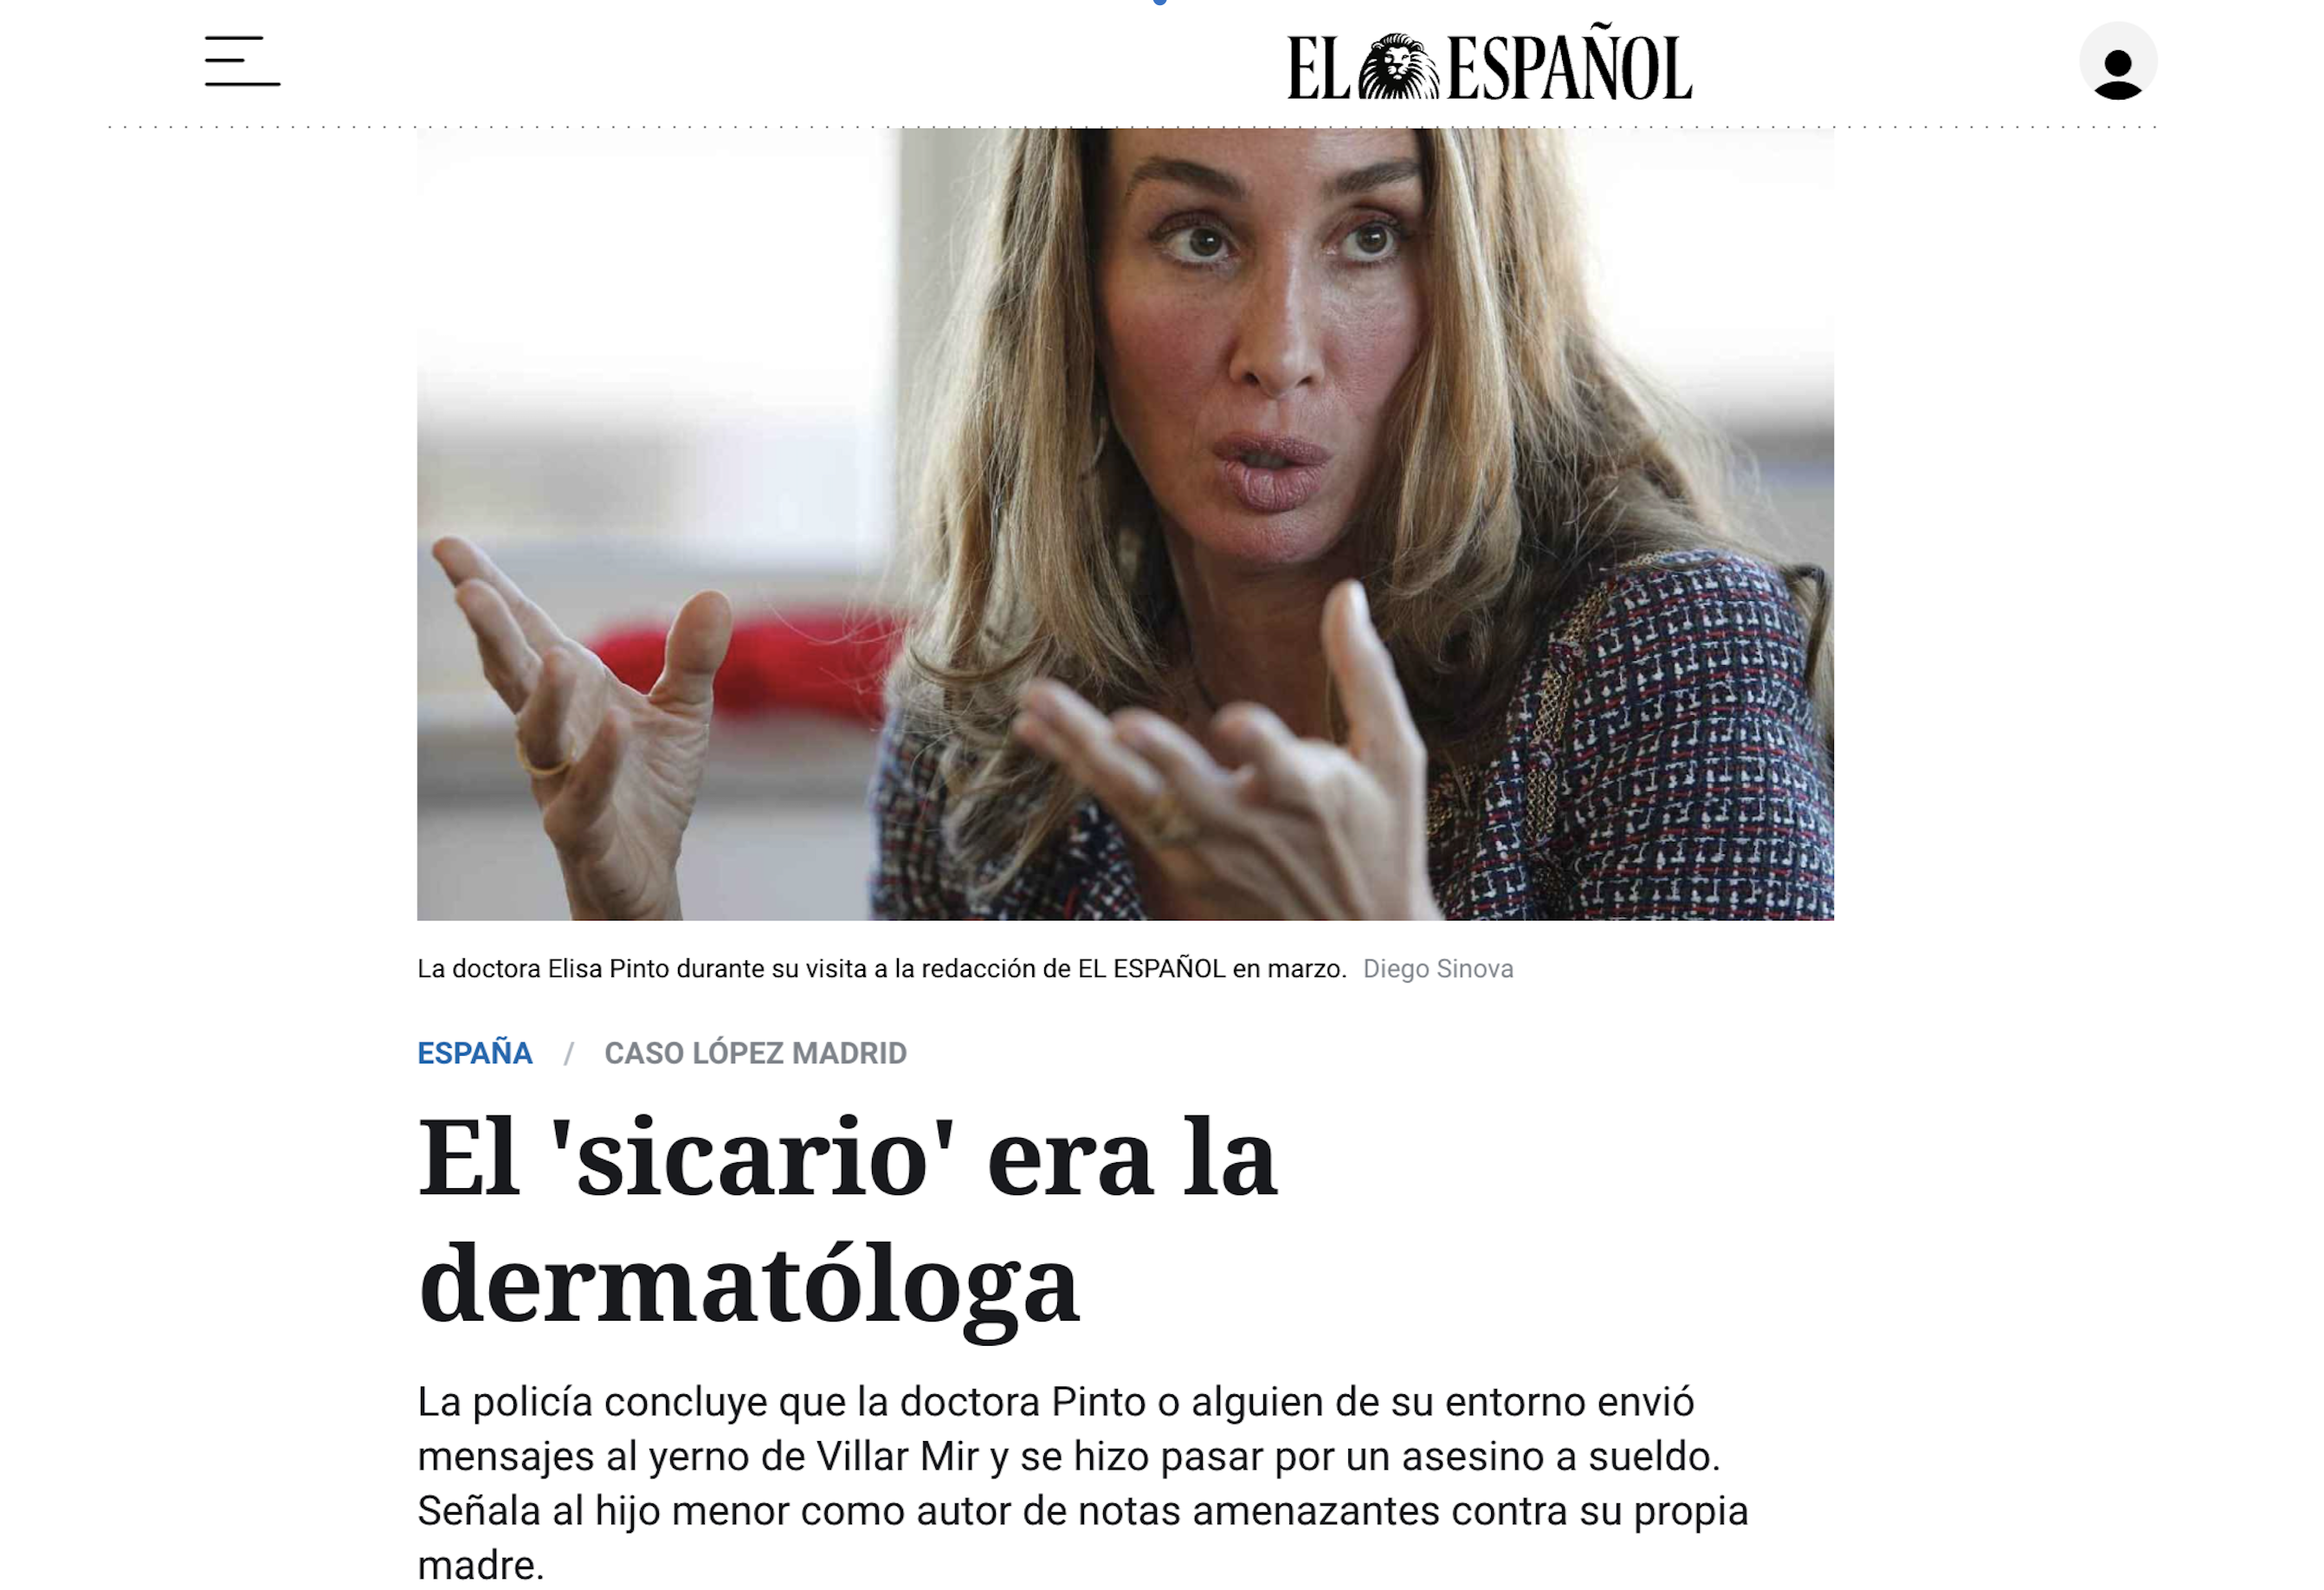 EL ESPAÑOL
La doctora Elisa Pinto durante su visita a la redacción de EL ESPAÑOL en marzo. Diego Sinova
ESPAÑA / CASO LÓPEZ MADRID
El 'sicario' era la
dermatóloga
La policía concluye que la doctora Pinto o alguien de su entorno envió
mensajes al yerno de Villar Mir y se hizo pasar por un asesino a sueldo.
Señala al hijo menor como autor de notas amenazantes contra su propia
madre.